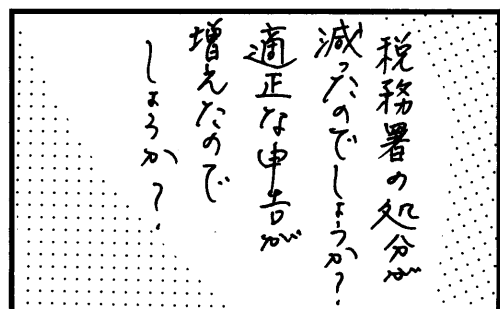 税務署の処分が
減ったのでしょうか?
適正な申告が
増えたので
しょうか?